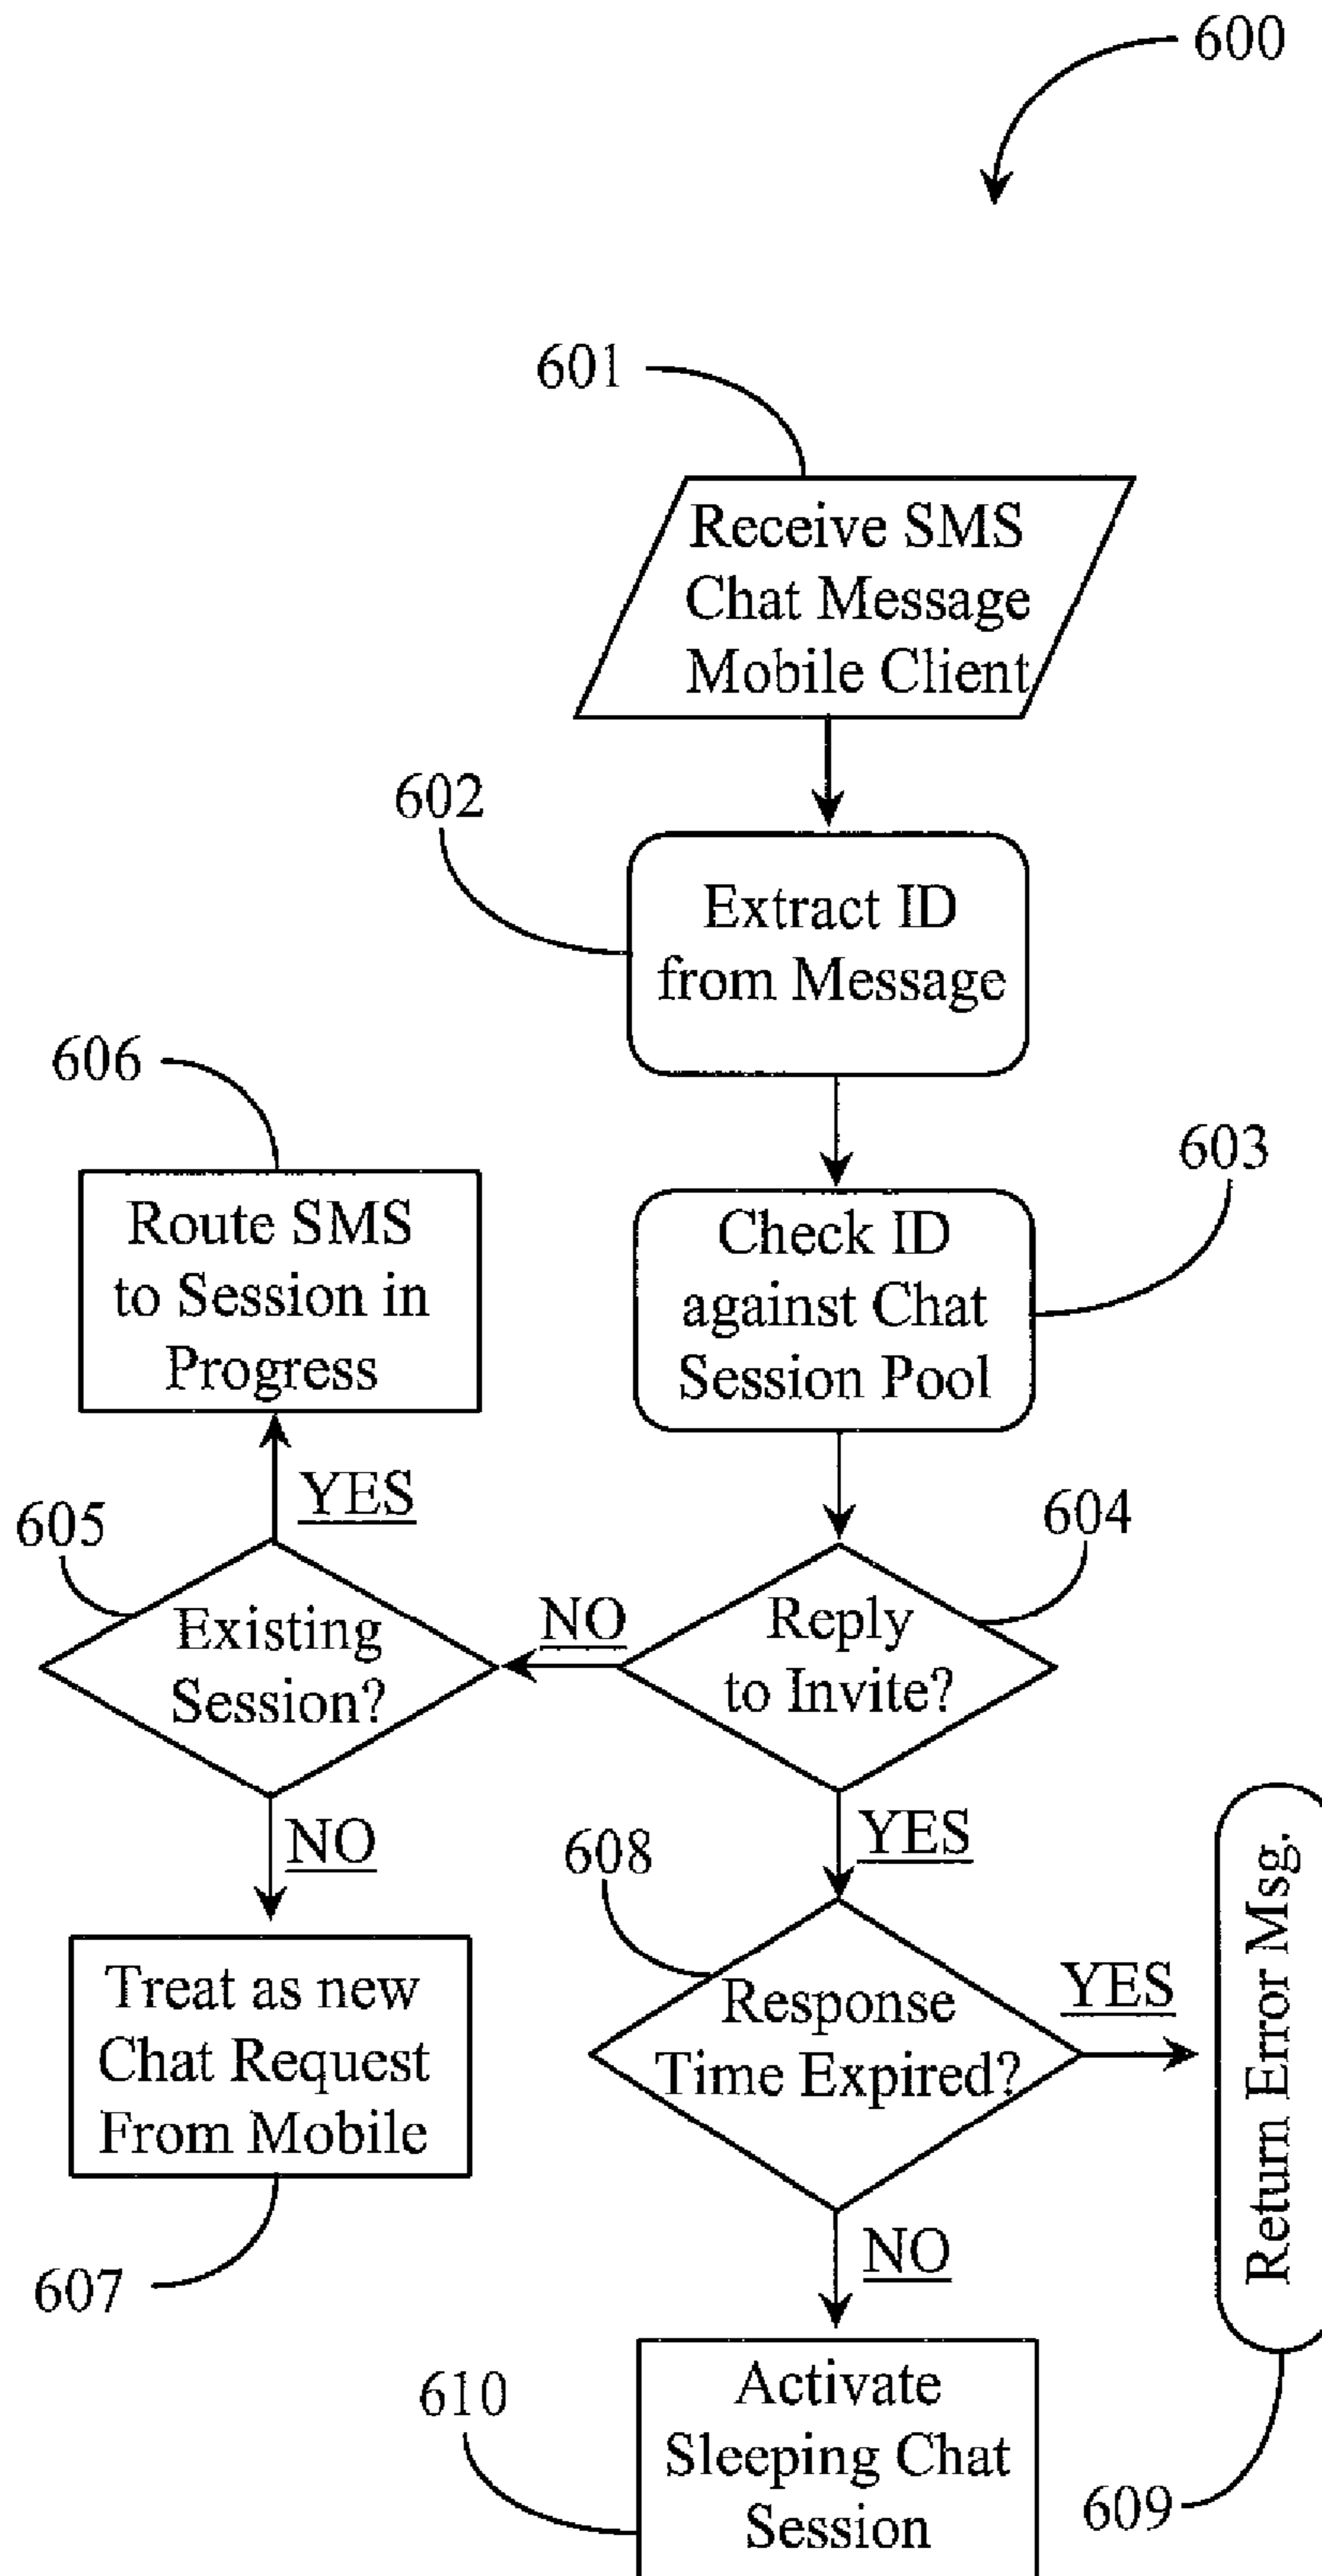 600
601
Receive SMS
Chat Message
Mobile Client
602
Extract ID
from Message
606
603
Route SMS
to Session in
Progress
Check ID
against Chat
Session Pool
YES
605
604
Existing
Session?
NO
Reply
to Invite?
NO
YES
608
Treat as new
Chat Request
From Mobile
Response
Time Expired?
YES
Return Error Msg.
607
NO
610
Activate
Sleeping Chat
Session
609